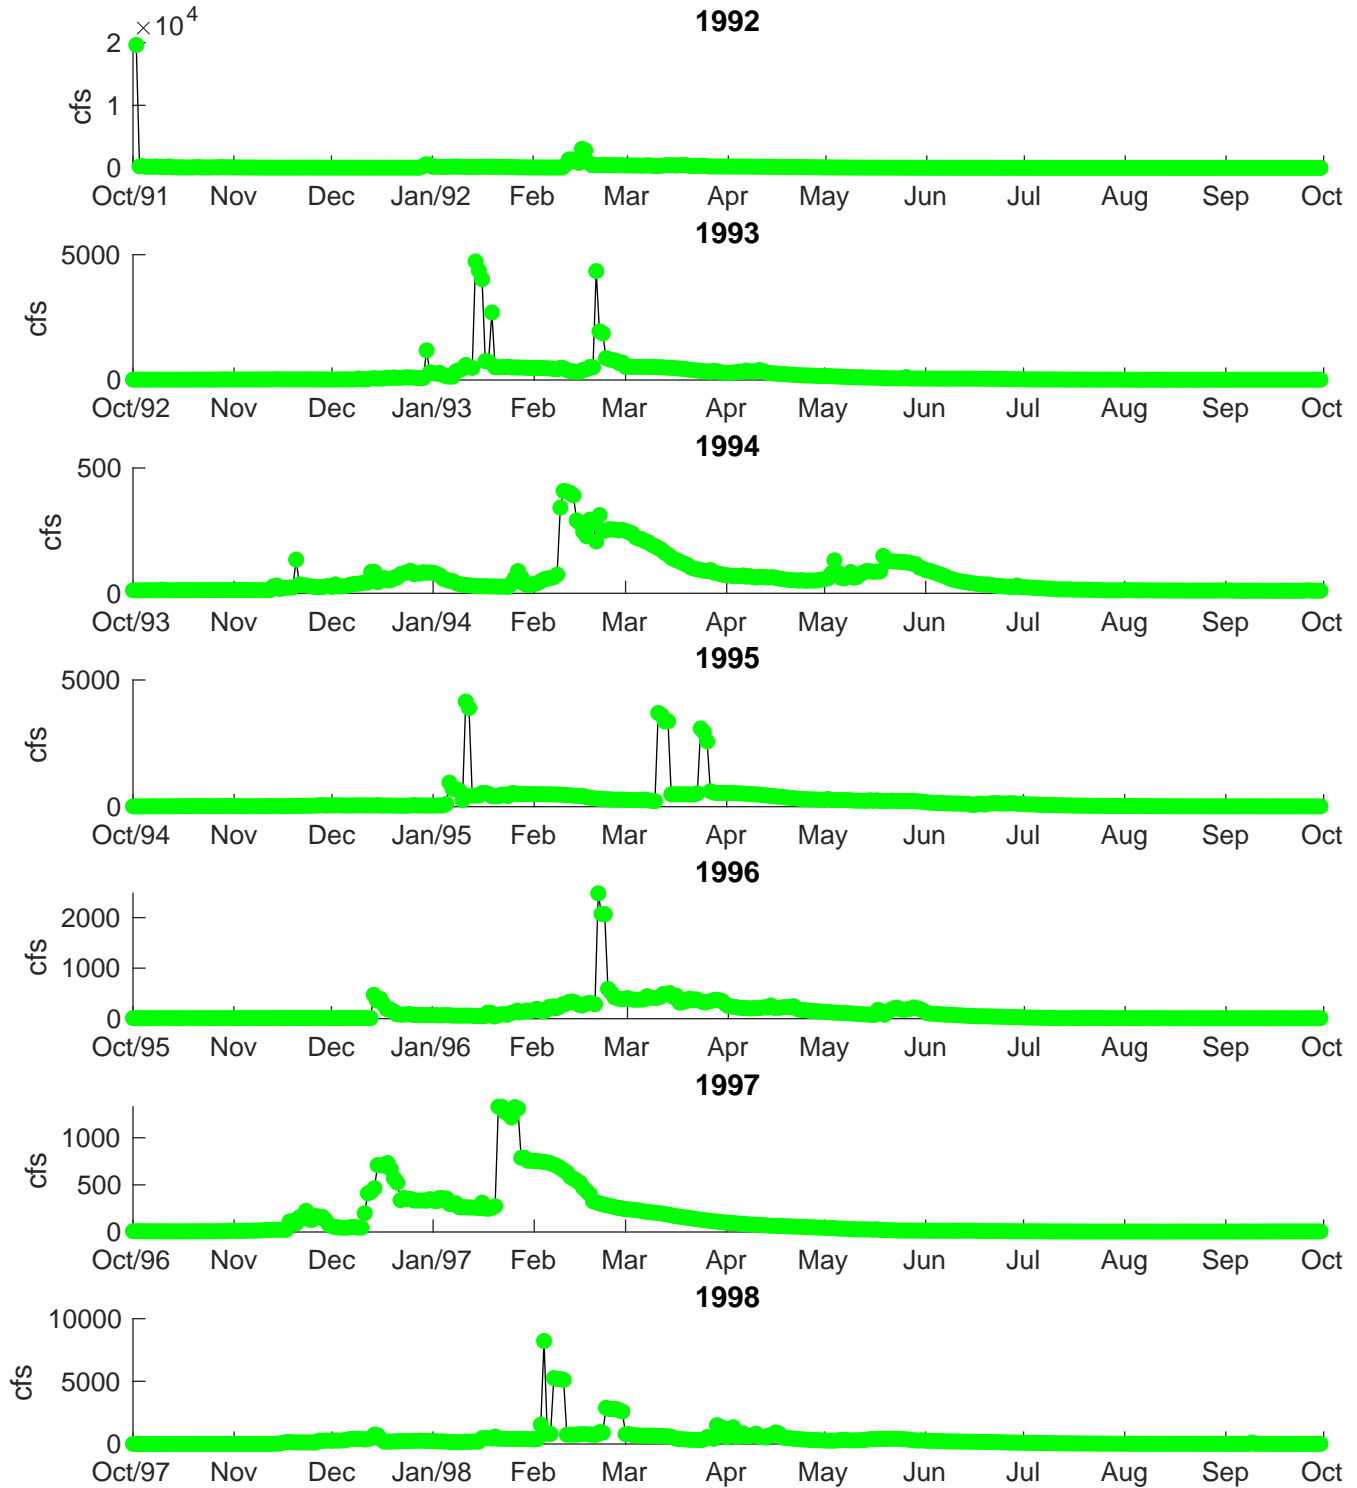 1992
×10^4
2
1
0
cfs
Oct/91 Nov Dec Jan/92 Feb Mar Apr May Jun Jul Aug Sep Oct
1993
5000
0
cfs
Oct/92 Nov Dec Jan/93 Feb Mar Apr May Jun Jul Aug Sep Oct
1994
500
0
cfs
Oct/93 Nov Dec Jan/94 Feb Mar Apr May Jun Jul Aug Sep Oct
1995
5000
0
cfs
Oct/94 Nov Dec Jan/95 Feb Mar Apr May Jun Jul Aug Sep Oct
1996
2000
1000
0
cfs
Oct/95 Nov Dec Jan/96 Feb Mar Apr May Jun Jul Aug Sep Oct
1997
1000
500
0
cfs
Oct/96 Nov Dec Jan/97 Feb Mar Apr May Jun Jul Aug Sep Oct
1998
10000
5000
0
cfs
Oct/97 Nov Dec Jan/98 Feb Mar Apr May Jun Jul Aug Sep Oct